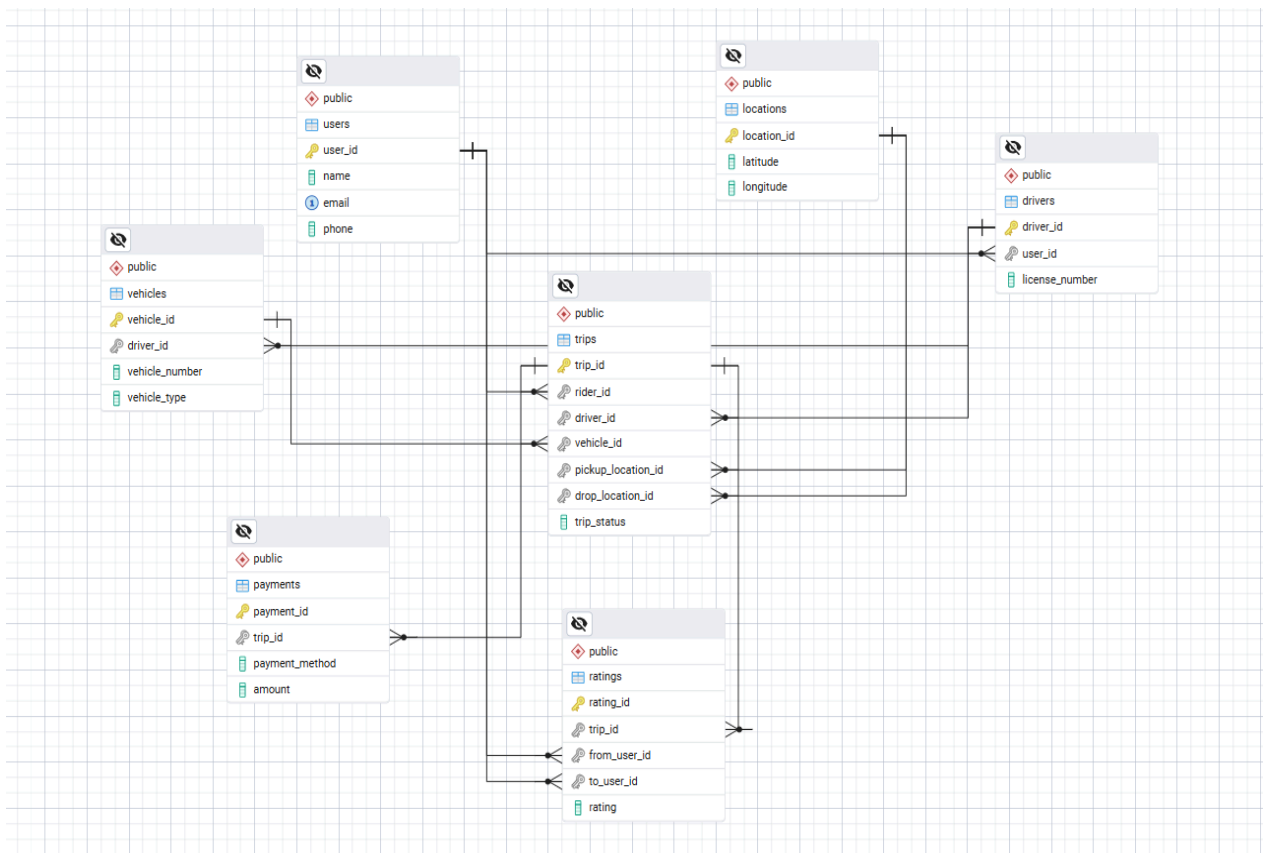 public
users
user_id
name
email
phone
public
locations
location_id
latitude
longitude
public
drivers
driver_id
user_id
license_number
public
vehicles
vehicle_id
driver_id
vehicle_number
vehicle_type
public
trips
trip_id
rider_id
driver_id
vehicle_id
pickup_location_id
drop_location_id
trip_status
public
payments
payment_id
trip_id
payment_method
amount
public
ratings
rating_id
trip_id
from_user_id
to_user_id
rating